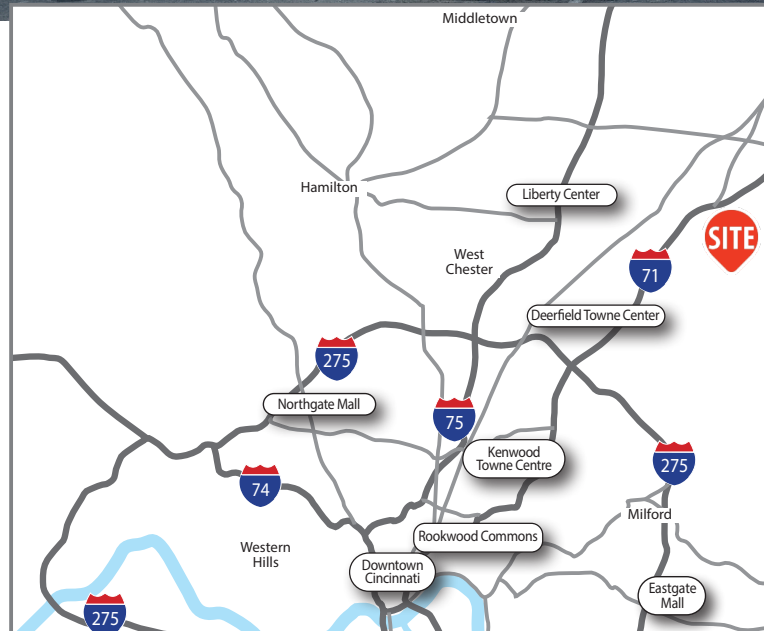 Middletown
Hamilton
Liberty Center
SITE
West
Chester
71
Deerfield Towne Center
275
Northgate Mall
75
Kenwood
Towne Centre
275
74
Milford
Rookwood Commons
Western
Hills
Downtown
Cincinnati
Eastgate
Mall
275